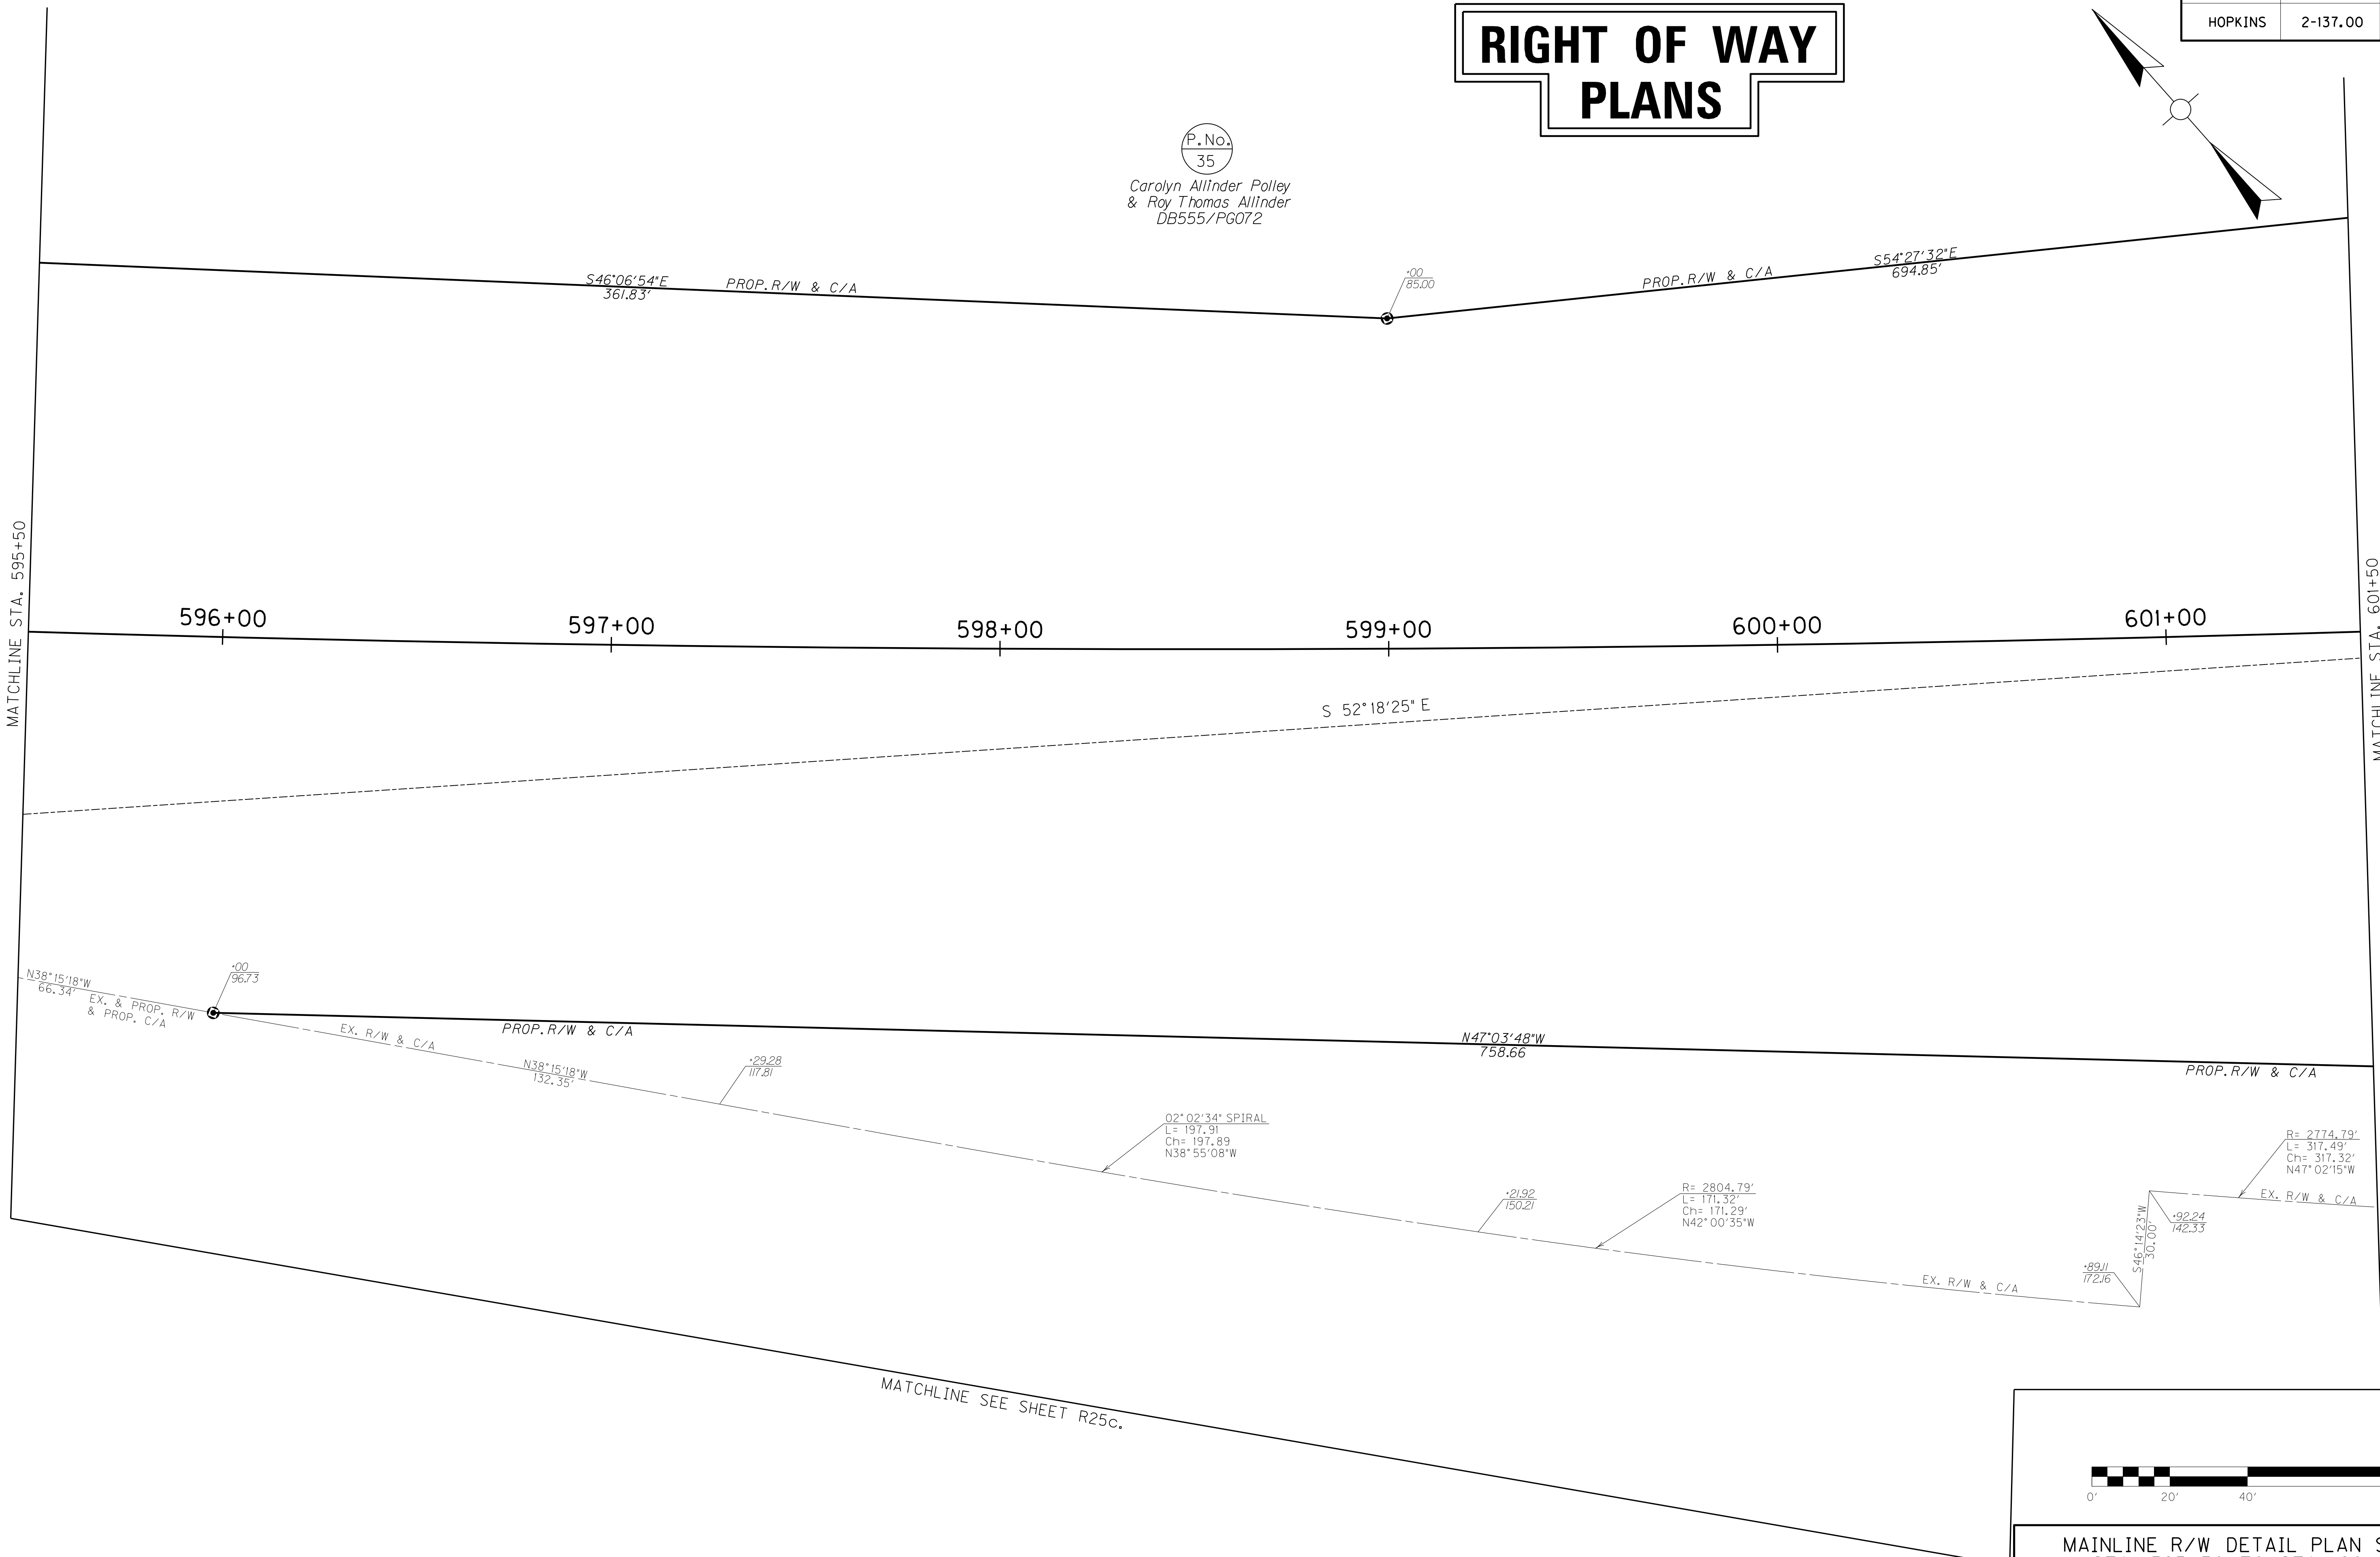 RIGHT OF WAY
PLANS
HOPKINS 2-137.00
P.No.
35
Carolyn Allinder Polley
& Roy Thomas Allinder
DB555/PG072
S46°06'54"E
361.83'
PROP. R/W & C/A
+00
85.00
PROP. R/W & C/A
S54°27'32"E
694.85'
MATCHLINE STA. 595+50
596+00
597+00
598+00
599+00
600+00
601+00
MATCHLINE STA. 601+50
S 52°18'25" E
N38°15'18"W
66.34'
EX. & PROP. R/W
& PROP. C/A
+00
96.73
EX. R/W & C/A
PROP. R/W & C/A
N38°15'18"W
132.35'
+29.28
117.81
N47°03'48"W
758.66
PROP. R/W & C/A
02°02'34" SPIRAL
L= 197.91
Ch= 197.89
N38°55'08"W
+21.92
150.21
R= 2804.79'
L= 171.32'
Ch= 171.29'
N42°00'35"W
R= 2774.79'
L= 317.49'
Ch= 317.32'
N47°02'15"W
EX. R/W & C/A
+92.24
142.33
S46°14'23"W
30.00'
+89.11
172.16
EX. R/W & C/A
MATCHLINE SEE SHEET R25c.
0' 20' 40'
MAINLINE R/W DETAIL PLAN